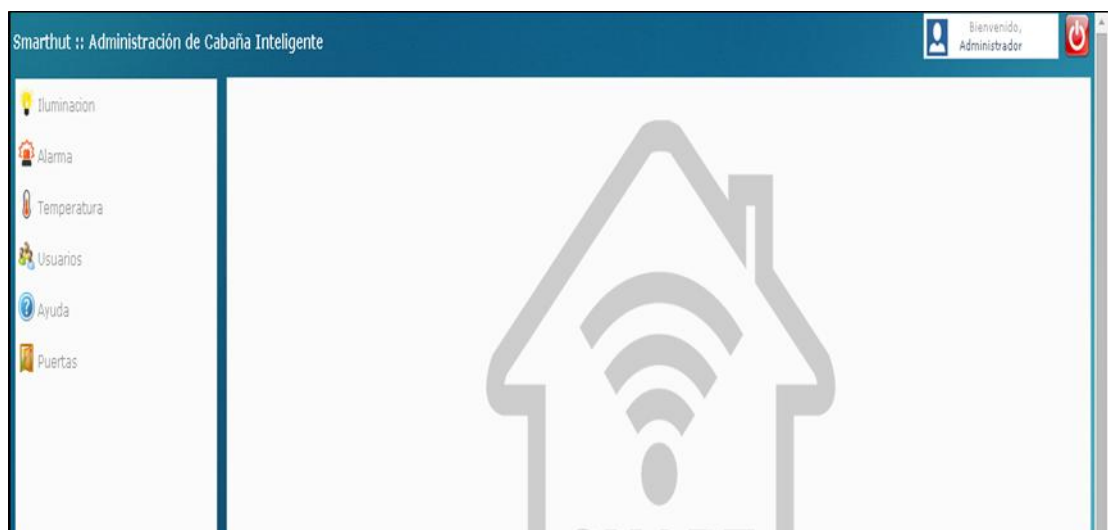 Smarthut :: Administración de Cabaña Inteligente
Bienvenido,
Administrador
Iluminacion
Alarma
Temperatura
Usuarios
Ayuda
Puertas